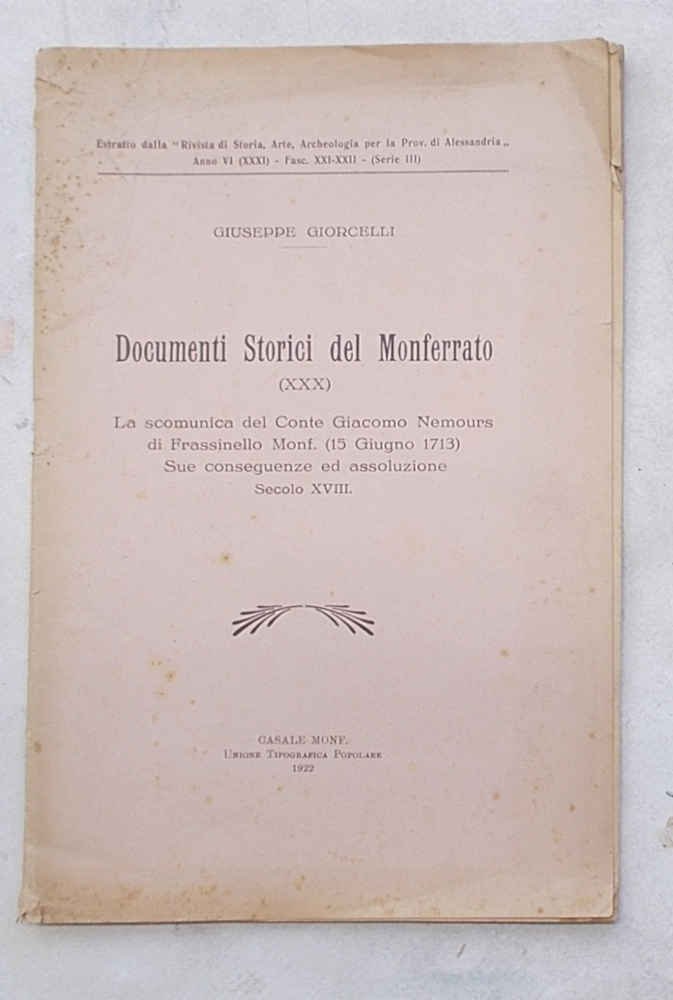 Estratto dalla “ Rivista di Storia, Arte, Archeologia per la Prov. di Alessandria „
Anno VI (XXXI) - Fasc. XXI-XXII - (Serie III)
GIUSEPPE GIORCELLI
Documenti Storici del Monferrato
(XXX)
La scomunica del Conte Giacomo Nemours
di Frassinello Monf. (15 Giugno 1713)
Sue conseguenze ed assoluzione
Secolo XVIII.
CASALE MONF.
UNIONE TIPOGRAFICA POPOLARE
1922